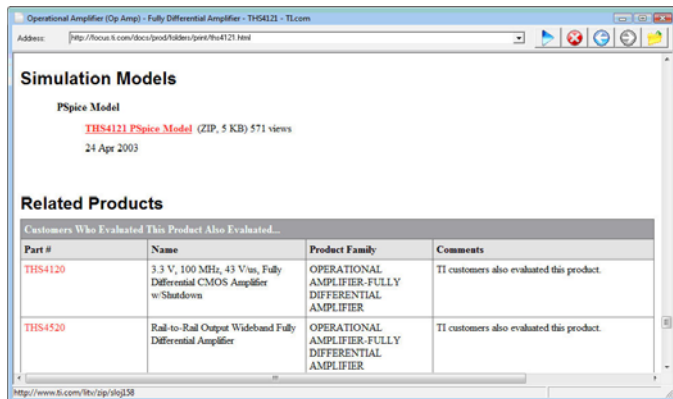 Operational Amplifier (Op Amp) - Fully Differential Amplifier - THS4121 - TI.com
Address: http://focus.ti.com/docs/prod/folders/print/ths4121.html
Simulation Models
PSpice Model
THS4121 PSpice Model (ZIP, 5 KB) 571 views
24 Apr 2003
Related Products
Customers Who Evaluated This Product Also Evaluated...
Part # Name Product Family Comments
THS4120 3.3 V, 100 MHz, 43 V/us, Fully OPERATIONAL TI customers also evaluated this product.
Differential CMOS Amplifier AMPLIFIER-FULLY
w/Shutdown DIFFERENTIAL
AMPLIFIER
THS4520 Rail-to-Rail Output Wideband Fully OPERATIONAL TI customers also evaluated this product.
Differential Amplifier AMPLIFIER-FULLY
DIFFERENTIAL
AMPLIFIER
http://www.ti.com/litv/zip/sloj158